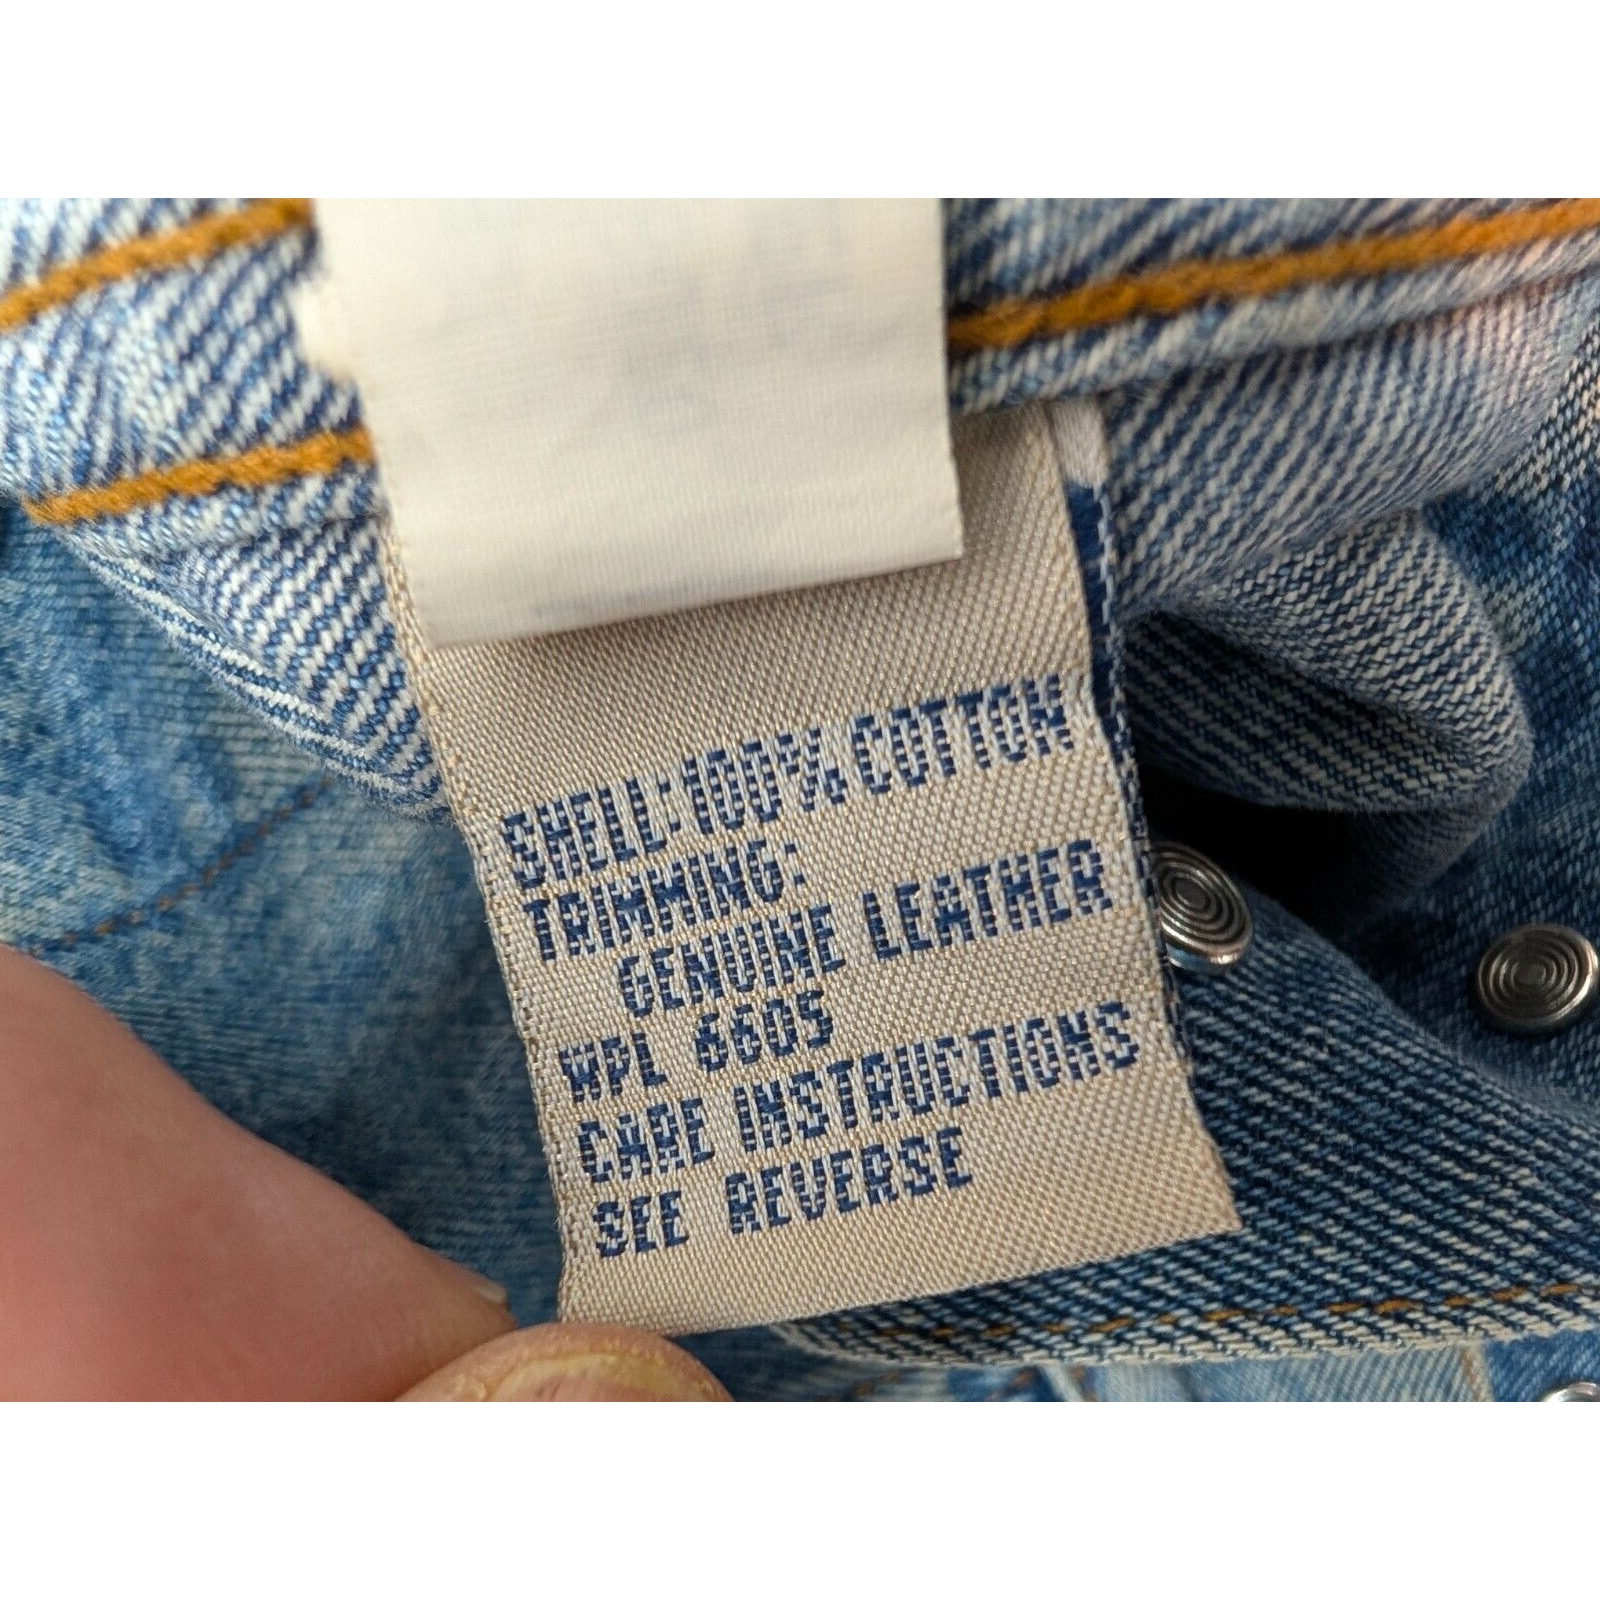 SHELL:100% COTTON
TRIMMING:
GENUINE LEATHER
WPL 6605
CARE INSTRUCTIONS
SEE REVERSE